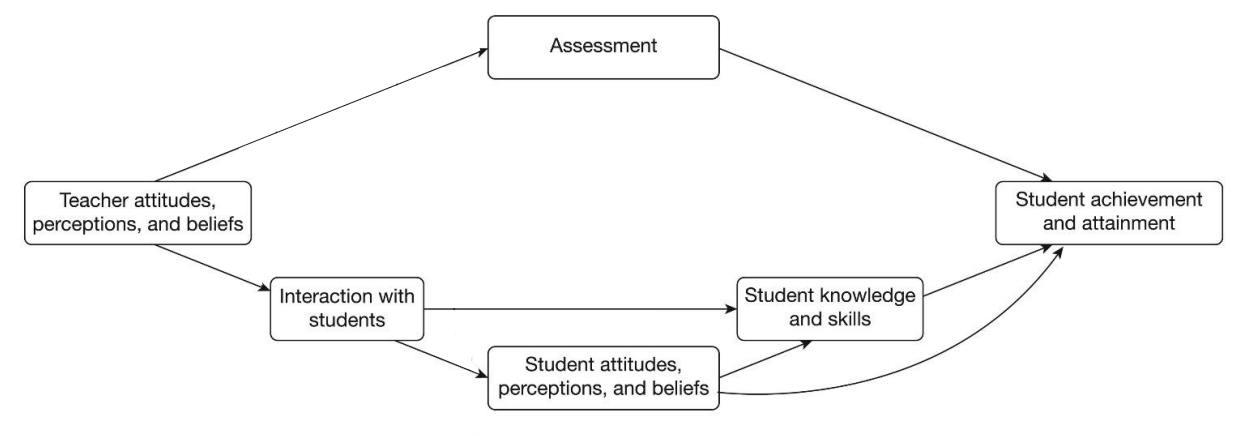 Assessment
Teacher attitudes,
perceptions, and beliefs
Student achievement
and attainment
Interaction with
students
Student knowledge
and skills
Student attitudes,
perceptions, and beliefs